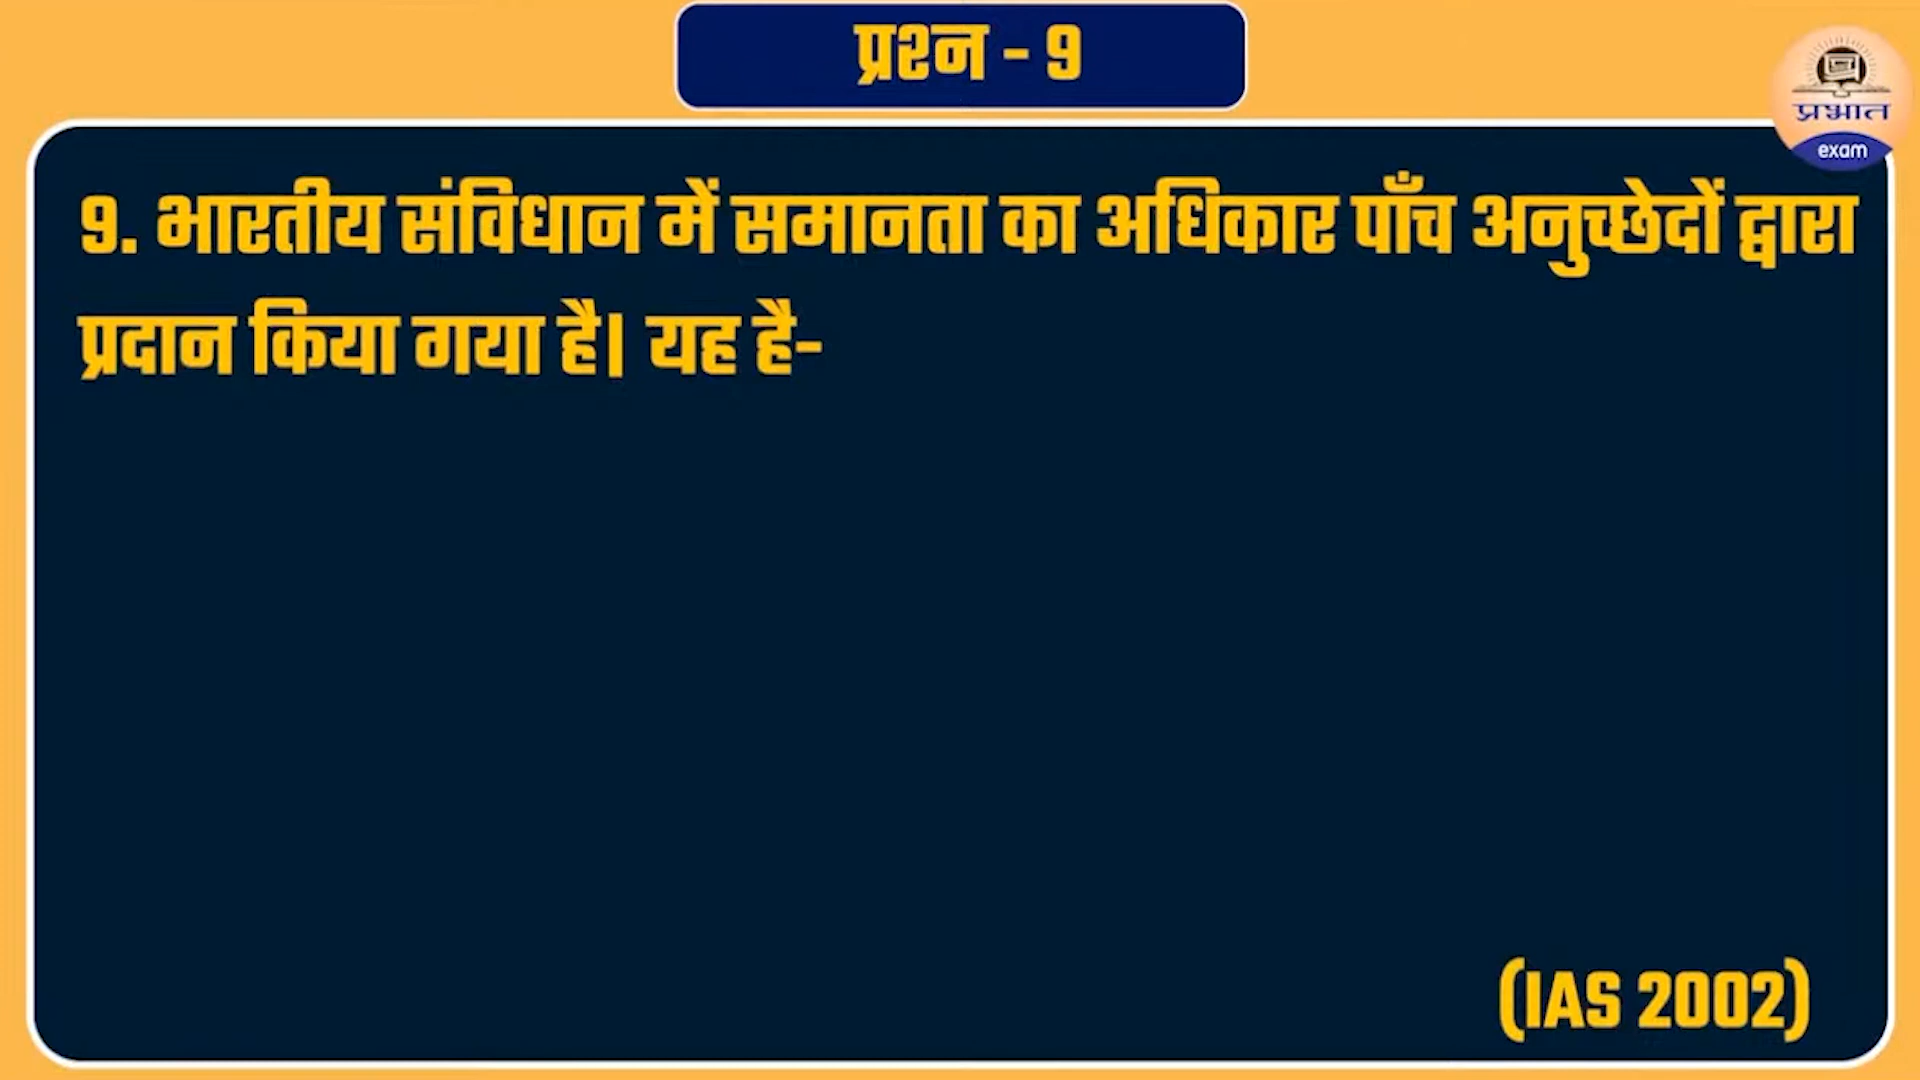 प्रश्न - 9
प्रभात
exam
9. भारतीय संविधान में समानता का अधिकार पाँच अनुच्छेदों द्वारा
प्रदान किया गया है। यह है-
(IAS 2002)